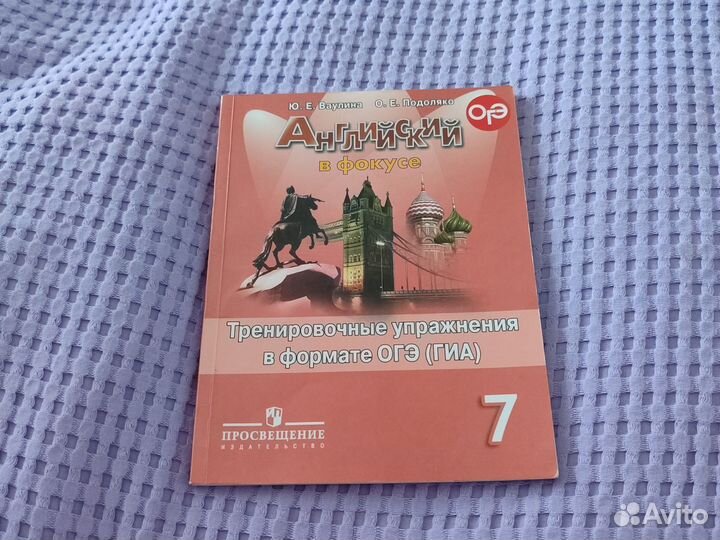 Ю. Е. Ваулина О. Е. Подоляко
ОГЭ
Английский
в фокусе
Тренировочные упражнения
в формате ОГЭ (ГИА)
ПРОСВЕЩЕНИЕ
ИЗДАТЕЛЬСТВО
7
Avito